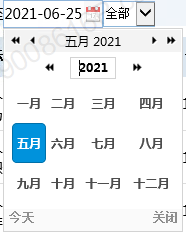 2021-06-25 全部
五月 2021
2021
一月 二月 三月 四月
五月 六月 七月 八月
九月 十月 十一月 十二月
今天 关闭